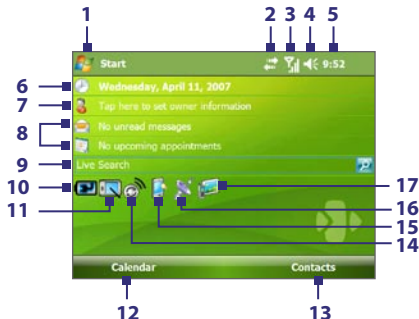 1 2 3 4 5
Start 9:52
6 Wednesday, April 11, 2007
7 Tap here to set owner information
8 No unread messages
No upcoming appointments
9 Live Search
10 17
11 16
15
14
Calendar Contacts
12 13